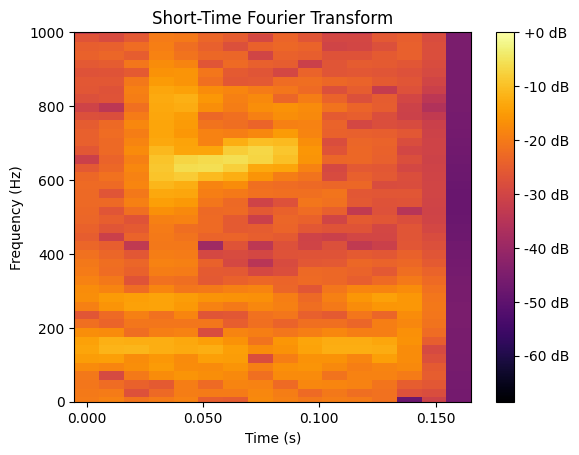 Short-Time Fourier Transform
1000
800
600
400
200
0
Frequency (Hz)
0.000
0.050
0.100
0.150
Time (s)
+0 dB
-10 dB
-20 dB
-30 dB
-40 dB
-50 dB
-60 dB